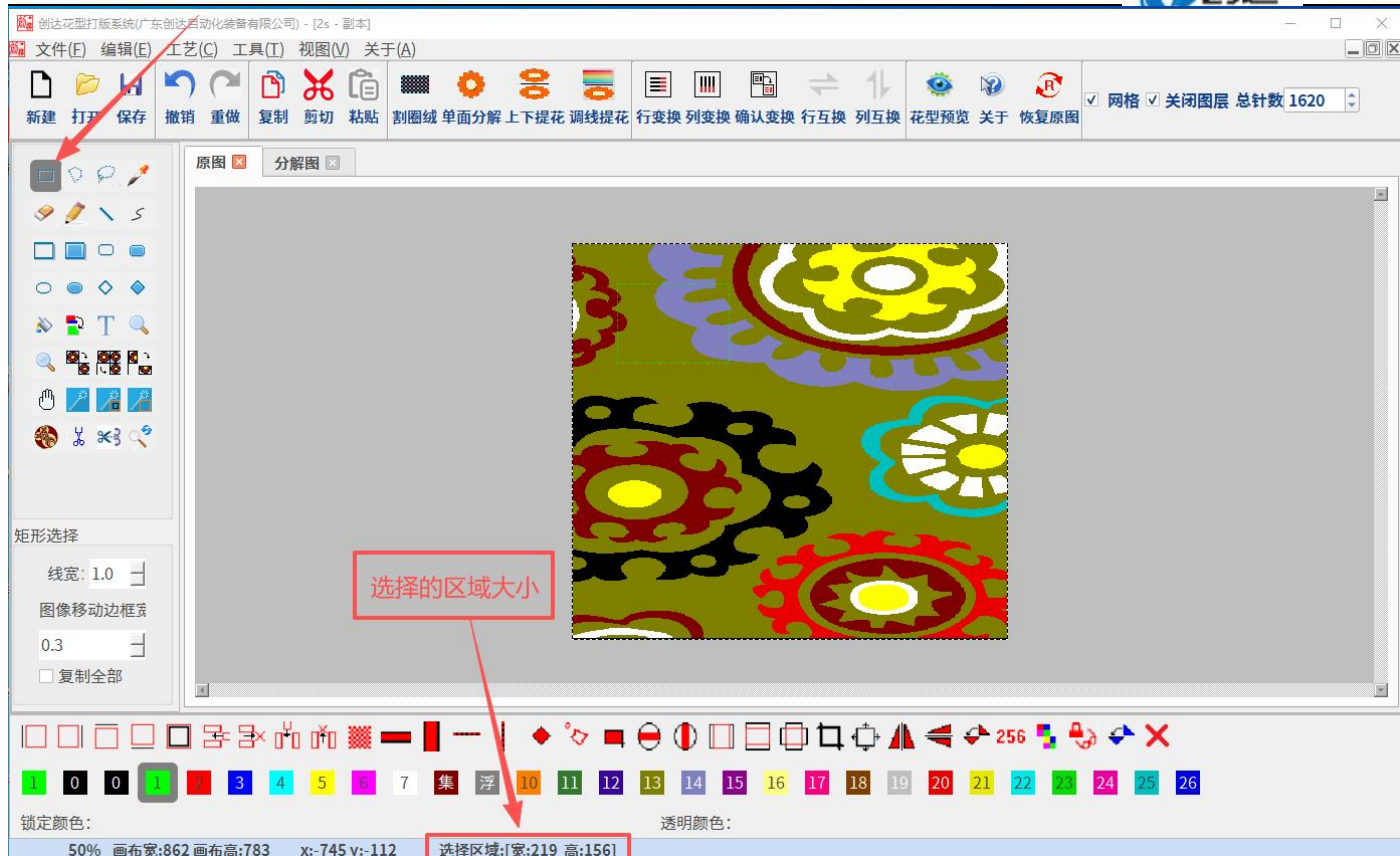 创达花型打版系统(广东创达自动化装备有限公司) - [2s - 副本]
文件(F) 编辑(E) 工艺(C) 工具(T) 视图(V) 关于(A)
新建 打开 保存 撤销 重做 复制 剪切 粘贴 割圈绒 单面分解 上下提花 调线提花 行变换 列变换 确认变换 行互换 列互换 花型预览 关于 恢复原图 网格 关闭图层 总针数 1620
原图 分解图
矩形选择
线宽: 1.0
图像移动边框宽
0.3
复制全部
选择的区域大小
256
1 0 0 1 2 3 4 5 6 7 集 浮 10 11 12 13 14 15 16 17 18 19 20 21 22 23 24 25 26
锁定颜色: 透明颜色:
50% 画布宽:862 画布高:783 x:-745 y:-112 选择区域:[宽:219 高:156]